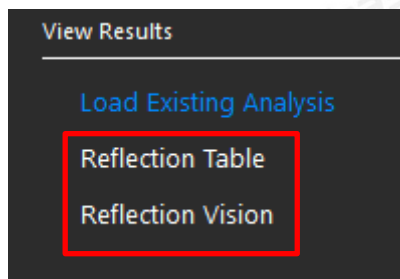 View Results
Load Existing Analysis
Reflection Table
Reflection Vision